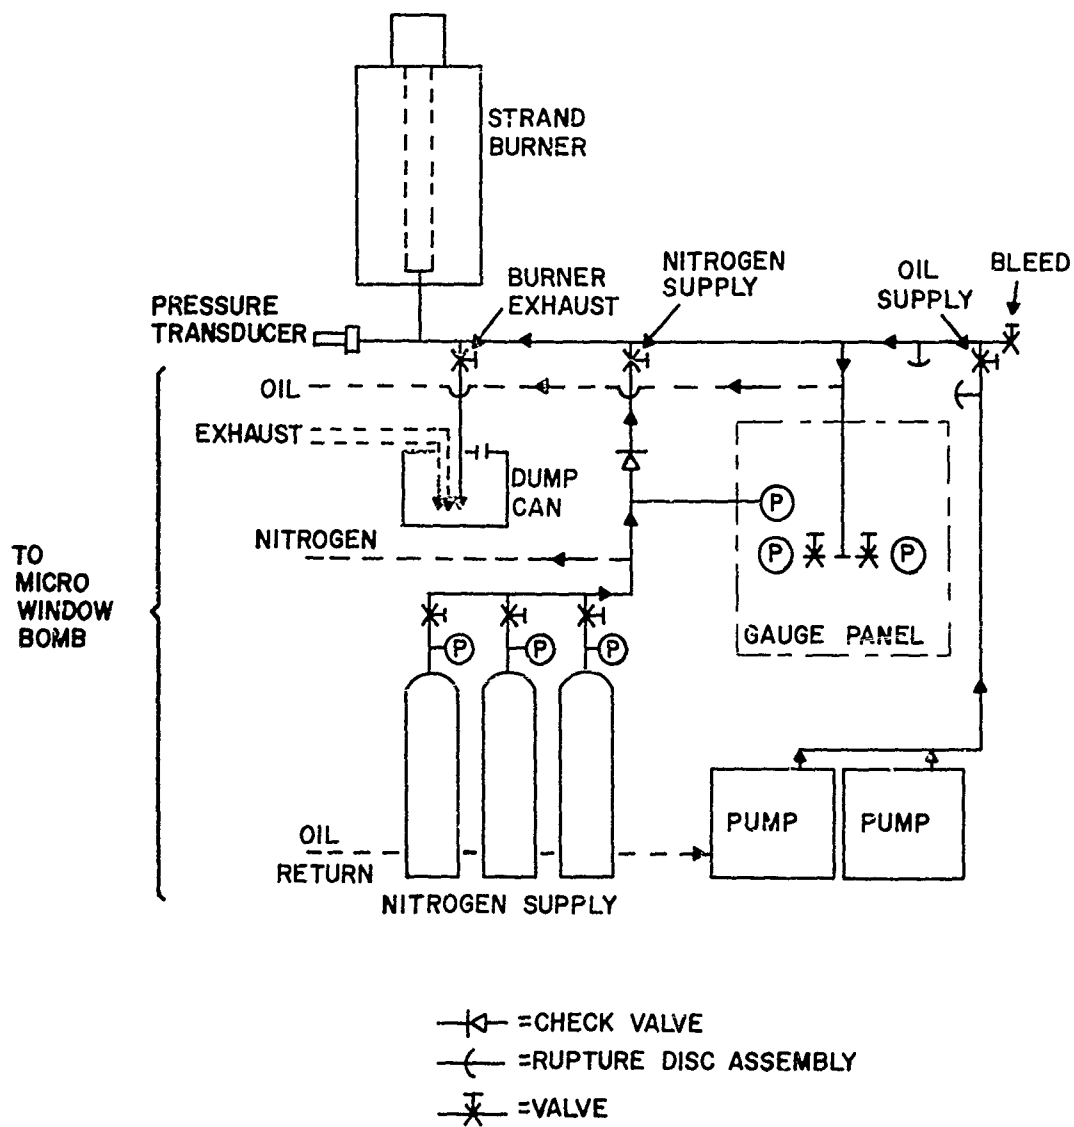 STRAND
BURNER
BURNER
EXHAUST
NITROGEN
SUPPLY
OIL
SUPPLY
BLEED
PRESSURE
TRANSDUCER
OIL
EXHAUST
DUMP
CAN
P
NITROGEN
P
P
TO
MICRO
WINDOW
BOMB
GAUGE PANEL
P
P
P
PUMP
PUMP
OIL
RETURN
NITROGEN SUPPLY
=CHECK VALVE
=RUPTURE DISC ASSEMBLY
=VALVE